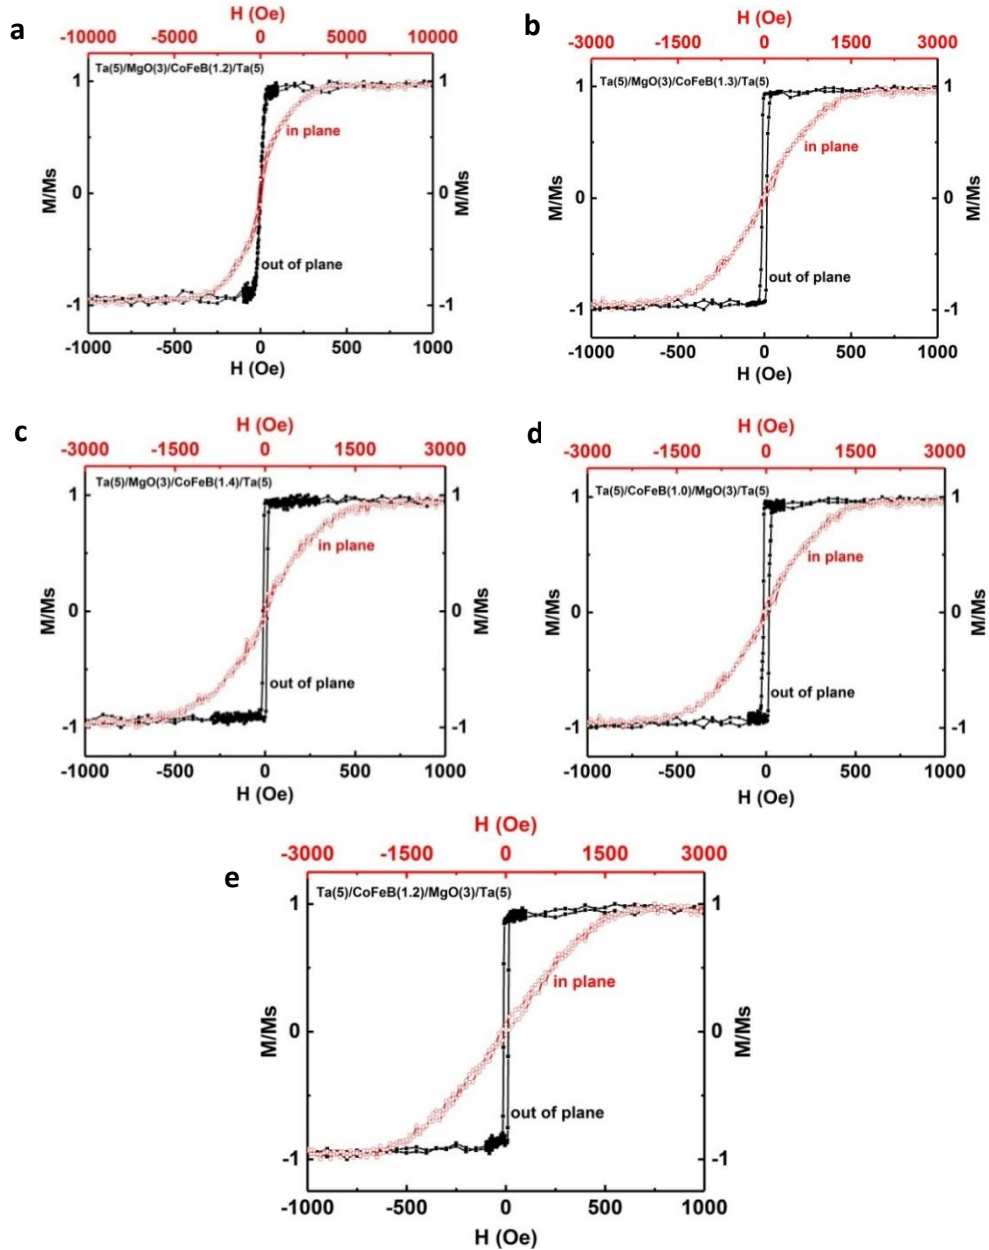 a
H (Oe)
-10000 -5000 0 5000 10000
Ta(5)/MgO(3)/CoFeB(1.2)/Ta(5)
1 1
in plane
M/Ms 0 0 M/Ms
out of plane
-1 -1
-1000 -500 0 500 1000
H (Oe)
b
H (Oe)
-3000 -1500 0 1500 3000
Ta(5)/MgO(3)/CoFeB(1.3)/Ta(5)
1 1
in plane
M/Ms 0 0 M/Ms
out of plane
-1 -1
-1000 -500 0 500 1000
H (Oe)
c
H (Oe)
-3000 -1500 0 1500 3000
Ta(5)/MgO(3)/CoFeB(1.4)/Ta(5)
1 1
in plane
M/Ms 0 0 M/Ms
out of plane
-1 -1
-1000 -500 0 500 1000
H (Oe)
d
H (Oe)
-3000 -1500 0 1500 3000
Ta(5)/CoFeB(1.0)/MgO(3)/Ta(5)
1 1
in plane
M/Ms 0 0 M/Ms
out of plane
-1 -1
-1000 -500 0 500 1000
H (Oe)
e
H (Oe)
-3000 -1500 0 1500 3000
Ta(5)/CoFeB(1.2)/MgO(3)/Ta(5)
1 1
in plane
M/Ms 0 0 M/Ms
out of plane
-1 -1
-1000 -500 0 500 1000
H (Oe)